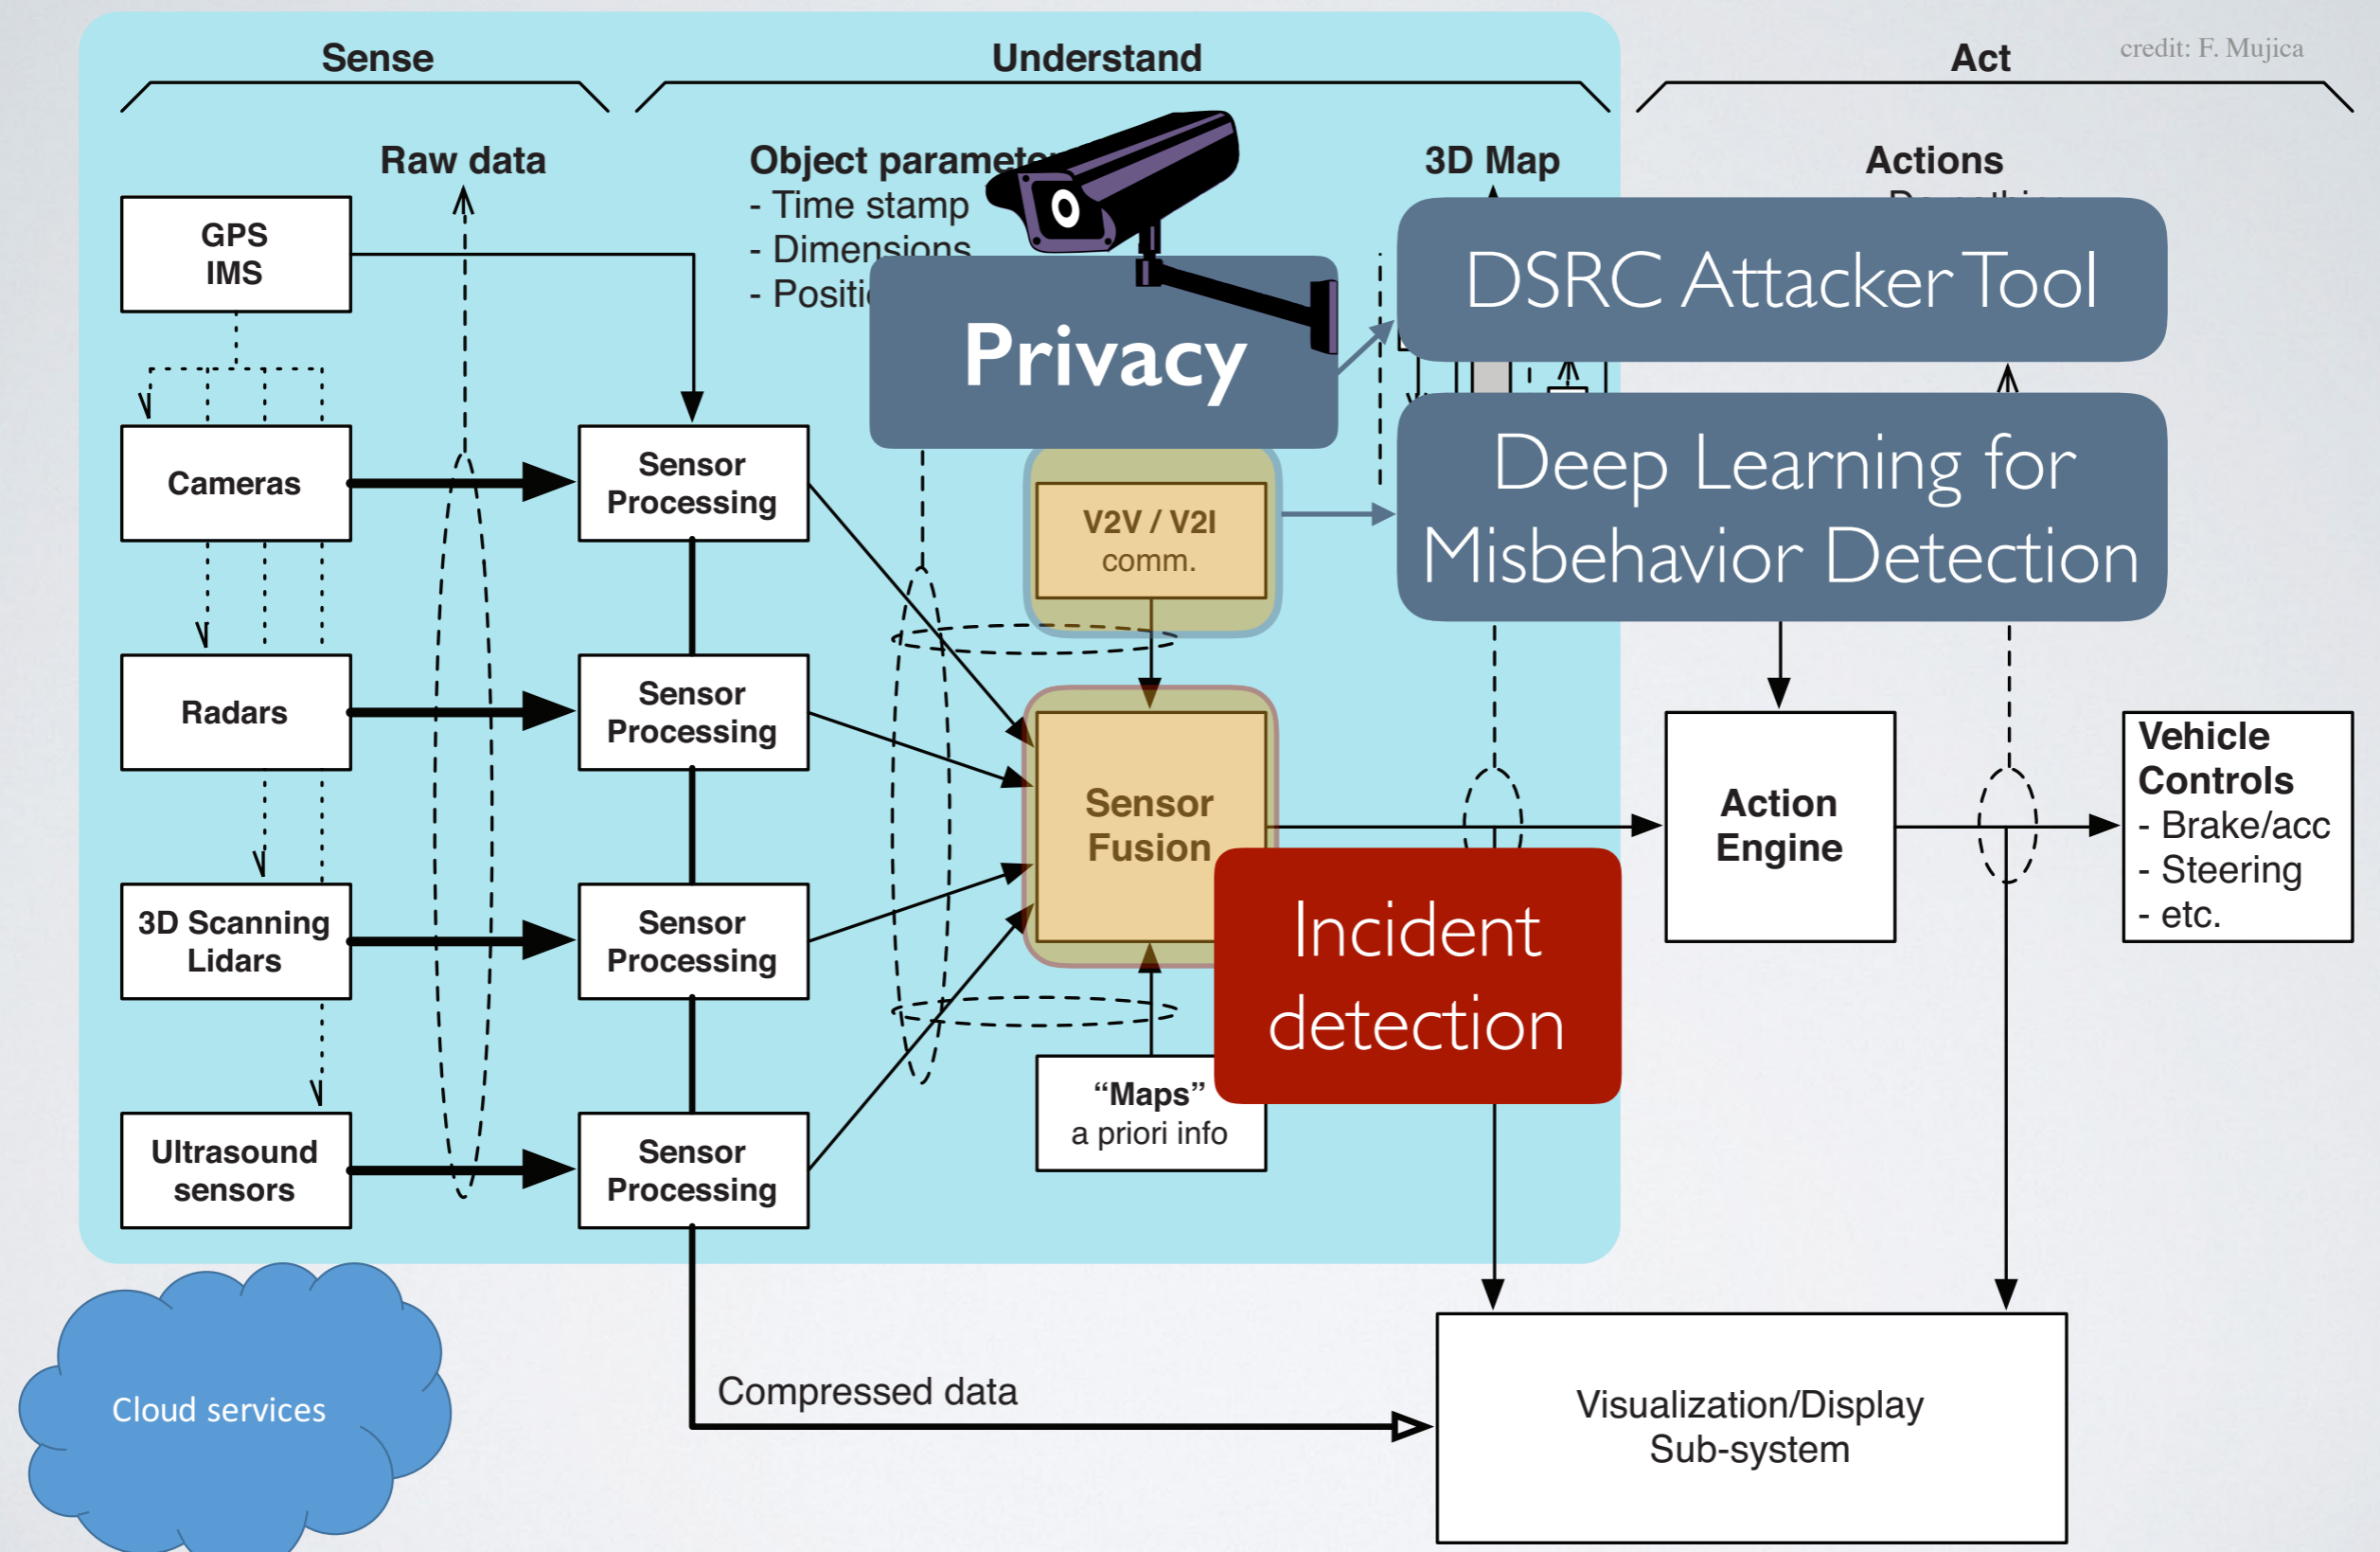 Sense
Understand
Act
credit: F. Mujica
Raw data
Object
- Time stamp
- Dimensions
3D Map
Actions
GPS
IMS
Privacy
DSRC Attacker Tool
Deep Learning for
Misbehavior Detection
Cameras
Sensor
Processing
V2V / V2I
comm.
Radars
Sensor
Processing
Sensor
Fusion
Action
Engine
Vehicle
Controls
- Brake/acc
- Steering
- etc.
3D Scanning
Lidars
Sensor
Processing
Incident
detection
“Maps”
a priori info
Ultrasound
sensors
Sensor
Processing
Cloud services
Compressed data
Visualization/Display
Sub-system